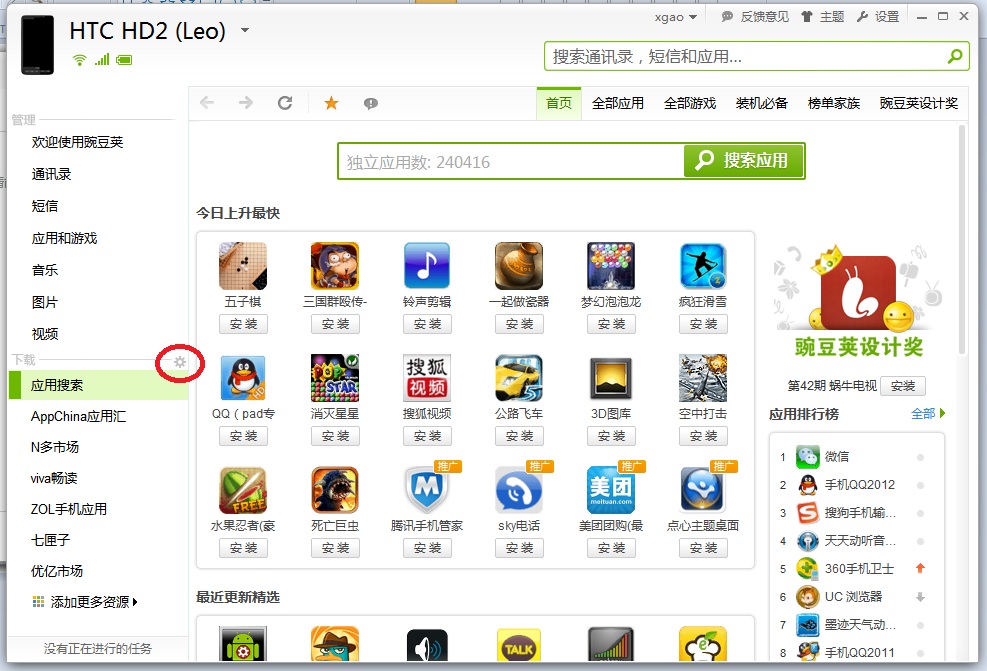 xgao
反馈意见
主题
设置
HTC HD2 (Leo)
搜索通讯录，短信和应用...
首页
全部应用
全部游戏
装机必备
榜单家族
豌豆荚设计奖
管理
欢迎使用豌豆荚
通讯录
短信
应用和游戏
音乐
图片
视频
下载
应用搜索
AppChina应用汇
N多市场
viva畅读
ZOL手机应用
七匣子
优亿市场
添加更多资源
没有正在进行的任务
独立应用数: 240416
搜索应用
今日上升最快
五子棋
三国群殴传-
铃声剪辑
一起做瓷器
梦幻泡泡龙
疯狂滑雪
安装
安装
安装
安装
安装
安装
POP
STAR
搜狐
视频
QQ（pad专
消灭星星
搜狐视频
公路飞车
3D图库
空中打击
安装
安装
安装
安装
安装
安装
推广
推广
推广
推广
FREE
美团
meituan.com
水果忍者(豪
死亡巨虫
腾讯手机管家
sky电话
美团团购(最
点心主题桌面
安装
安装
安装
安装
安装
安装
最近更新精选
TALK
豌豆荚设计奖
第42期 蜗牛电视
安装
应用排行榜
全部
1 微信
2 手机QQ2012
3 搜狗手机输...
4 天天动听音...
5 360手机卫士
6 UC 浏览器
7 墨迹天气动...
8 手机QQ2011